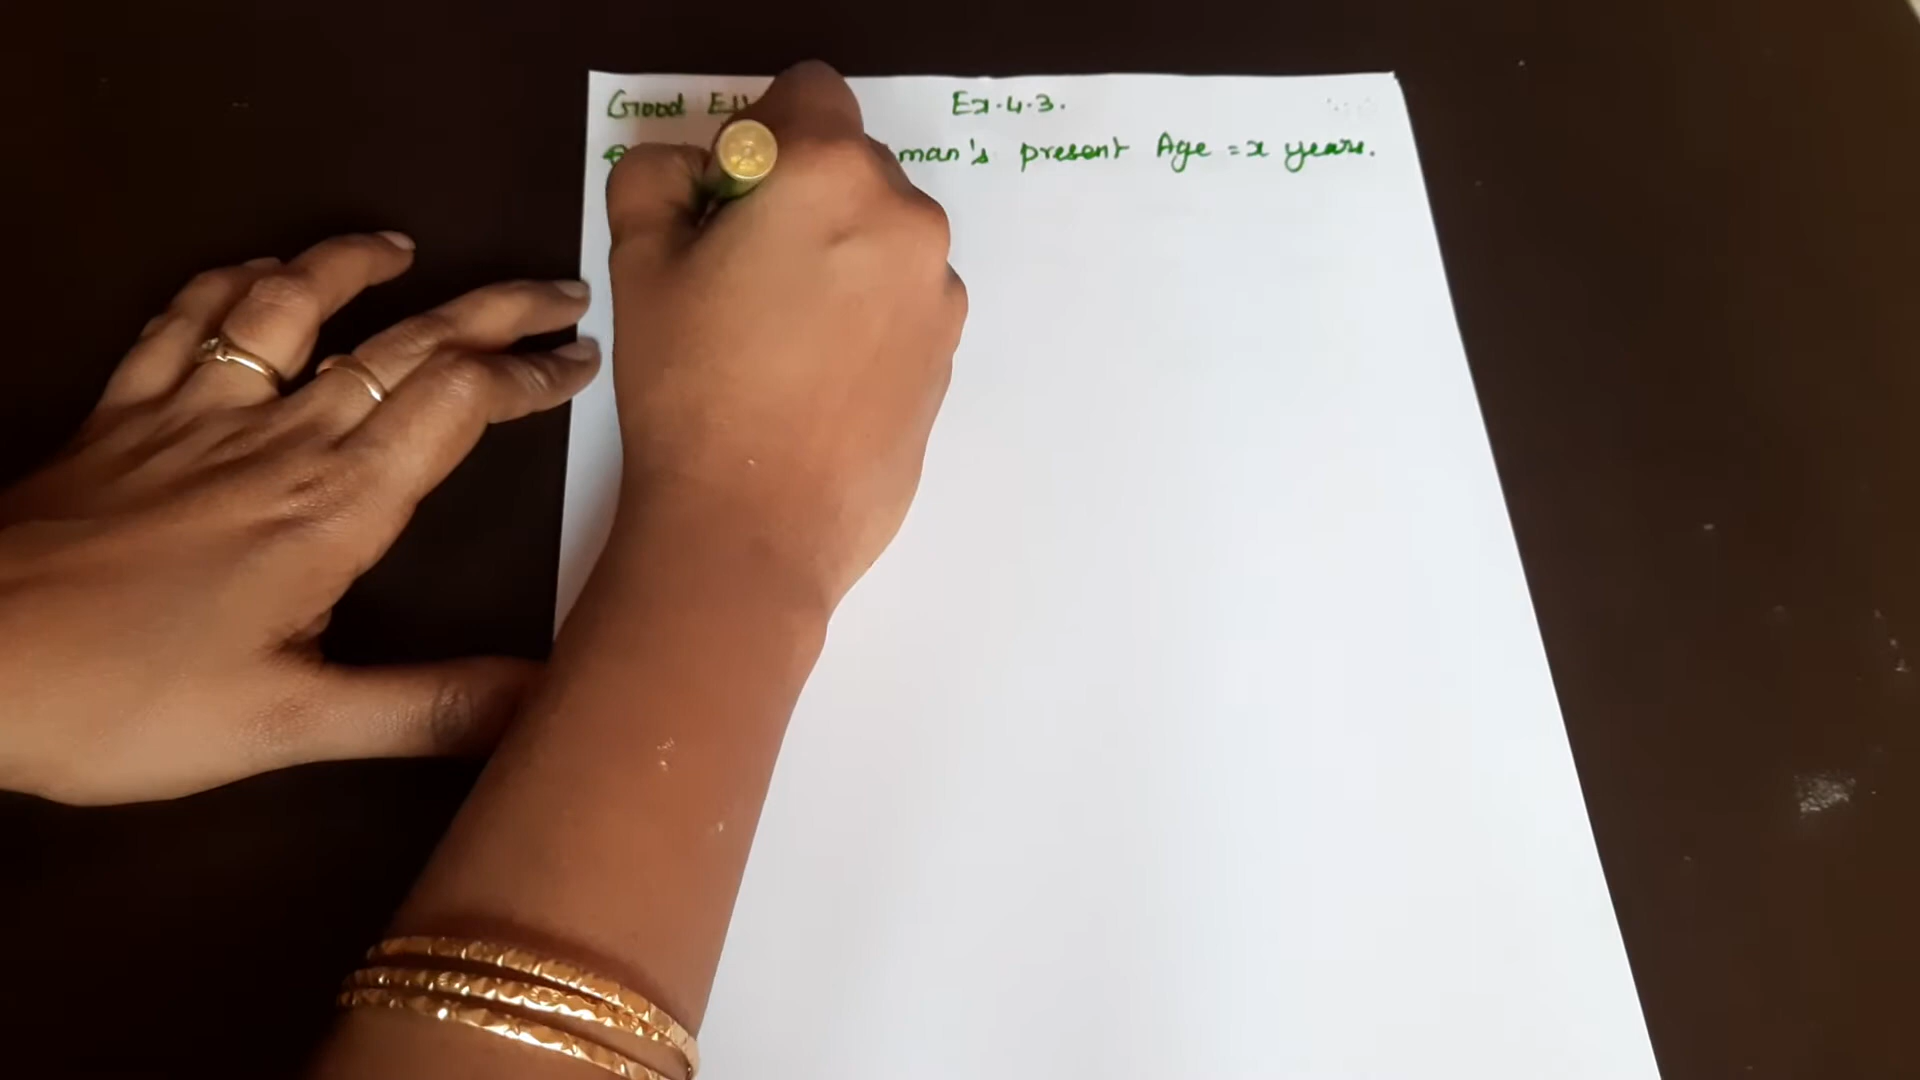 Good Ex.4.3.
man's present Age = x years.